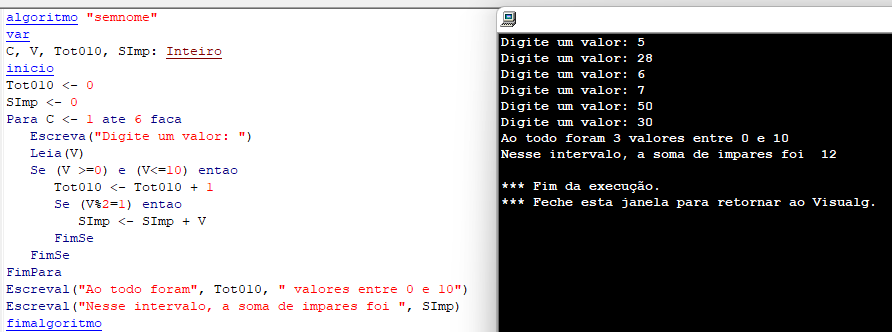 algoritmo "semnome"
var
C, V, Tot010, SImp: Inteiro
inicio
Tot010 <- 0
SImp <- 0
Para C <- 1 ate 6 faca
Escreva("Digite um valor: ")
Leia(V)
Se (V >=0) e (V<=10) entao
Tot010 <- Tot010 + 1
Se (V%2=1) entao
SImp <- SImp + V
FimSe
FimSe
FimPara
Escreval("Ao todo foram", Tot010, " valores entre 0 e 10")
Escreval("Nesse intervalo, a soma de impares foi ", SImp)
fimalgoritmo
Digite um valor: 5
Digite um valor: 28
Digite um valor: 6
Digite um valor: 7
Digite um valor: 50
Digite um valor: 30
Ao todo foram 3 valores entre 0 e 10
Nesse intervalo, a soma de impares foi  12
*** Fim da execução.
*** Feche esta janela para retornar ao Visualg.